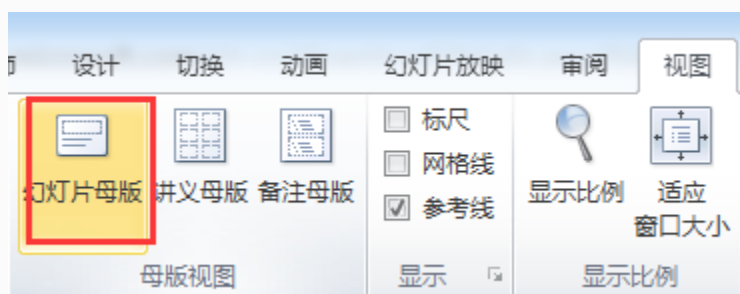 设计 切换 动画 幻灯片放映 审阅 视图
标尺
网格线
参考线
幻灯片母版 讲义母版 备注母版
显示比例
适应
窗口大小
母版视图 显示 显示比例